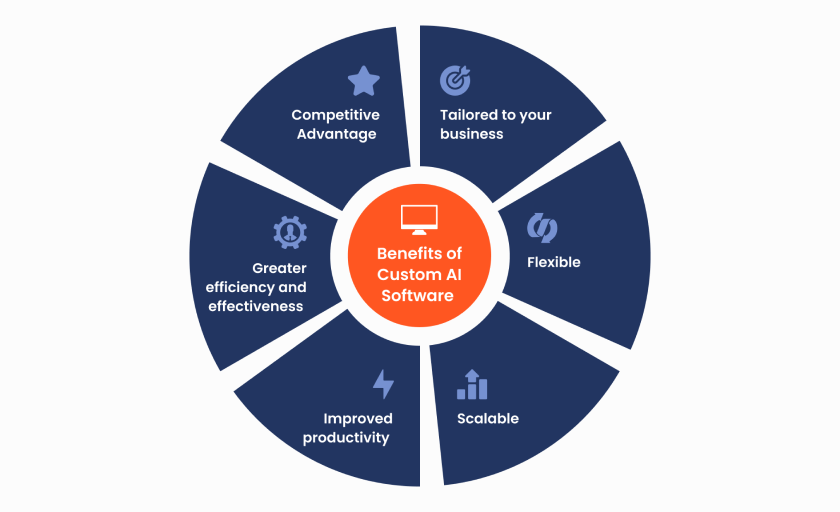 Benefits of
Custom AI
Software
Tailored to your
business
Flexible
Scalable
Improved
productivity
Greater
efficiency and
effectiveness
Competitive
Advantage